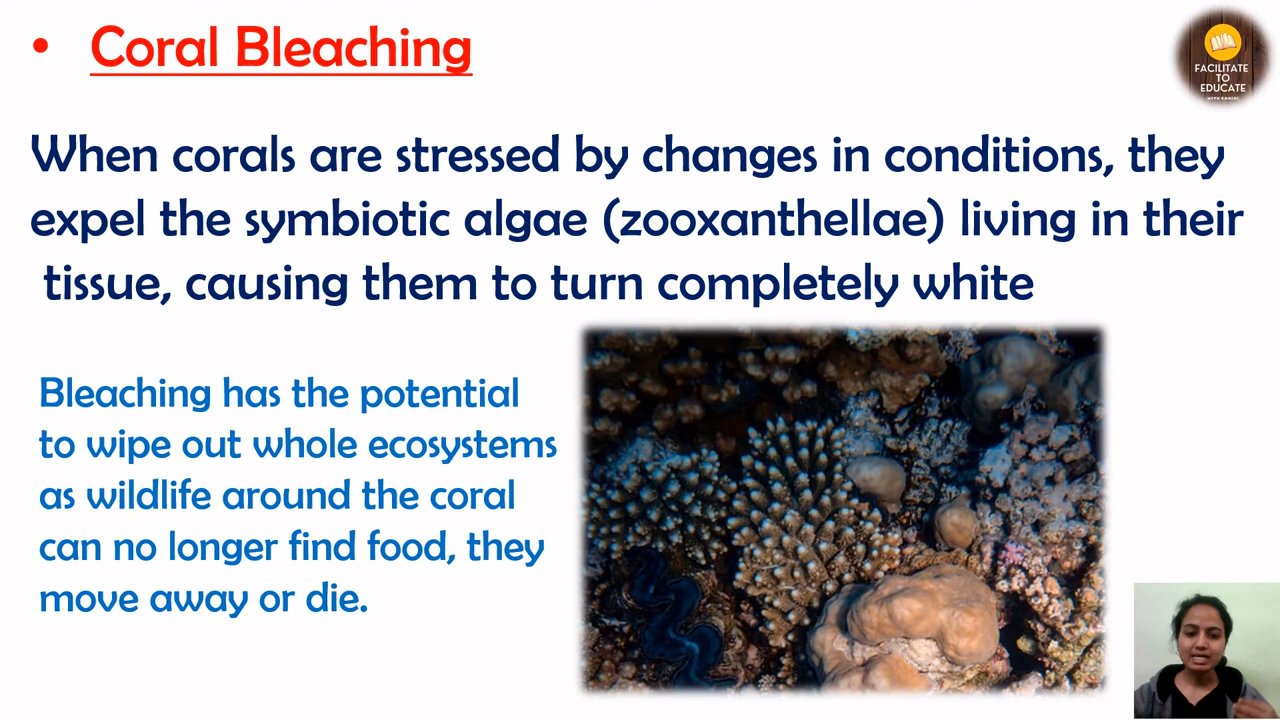 • Coral Bleaching
FACILITATE
TO
EDUCATE
When corals are stressed by changes in conditions, they
expel the symbiotic algae (zooxanthellae) living in their
tissue, causing them to turn completely white
Bleaching has the potential
to wipe out whole ecosystems
as wildlife around the coral
can no longer find food, they
move away or die.